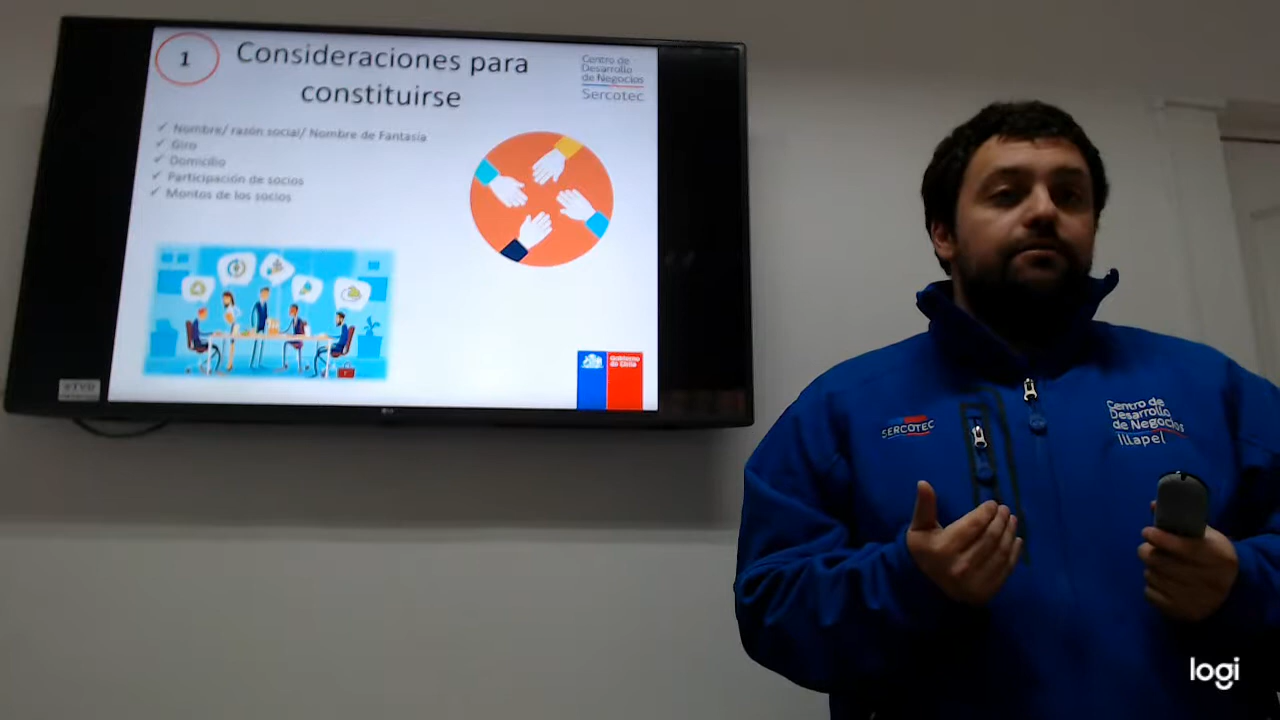 1
Consideraciones para
constituirse
Centro de
Desarrollo
de Negocios
Sercotec
✓ Nombre/ razón social/ Nombre de Fantasía
✓ Giro
✓ Domicilio
✓ Participación de socios
✓ Montos de los socios
Gobierno
de Chile
LG
SERCOTEC
Centro de
Desarrollo
de Negocios
Illapel
logi